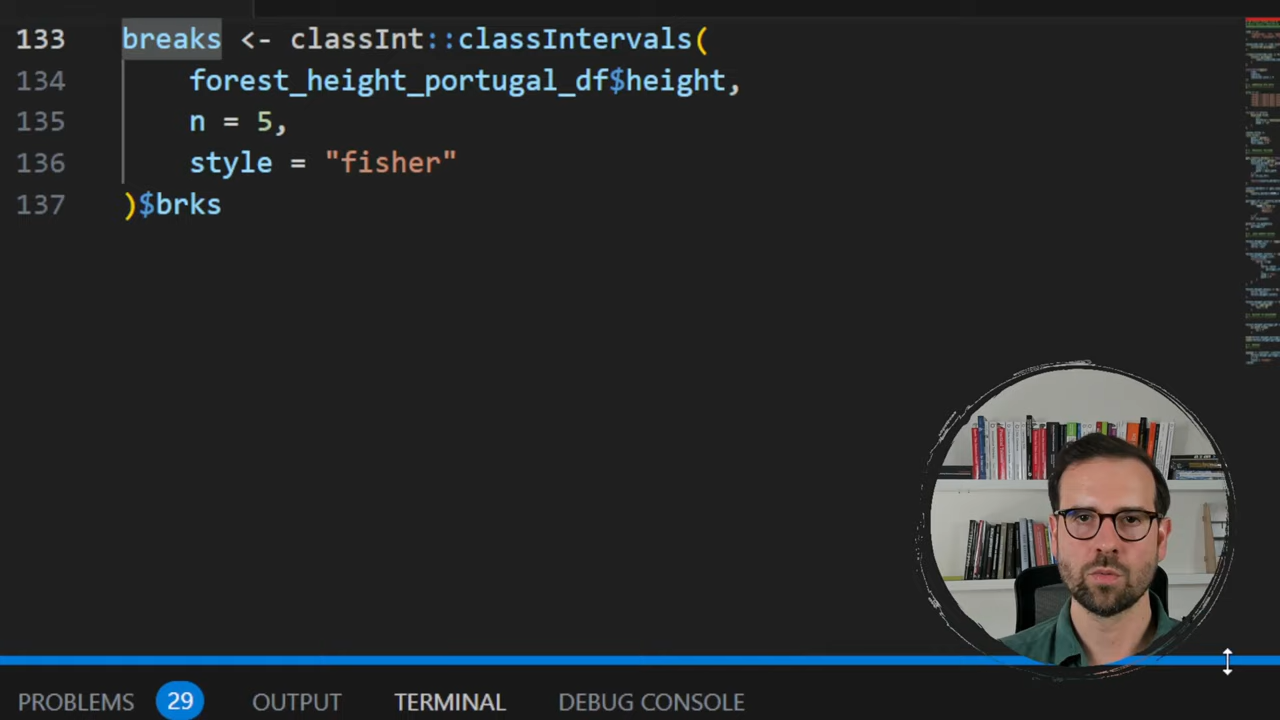 133 breaks <- classInt::classIntervals(
134 forest_height_portugal_df$height,
135 n = 5,
136 style = "fisher"
137 )$brks
PROBLEMS 29 OUTPUT TERMINAL DEBUG CONSOLE